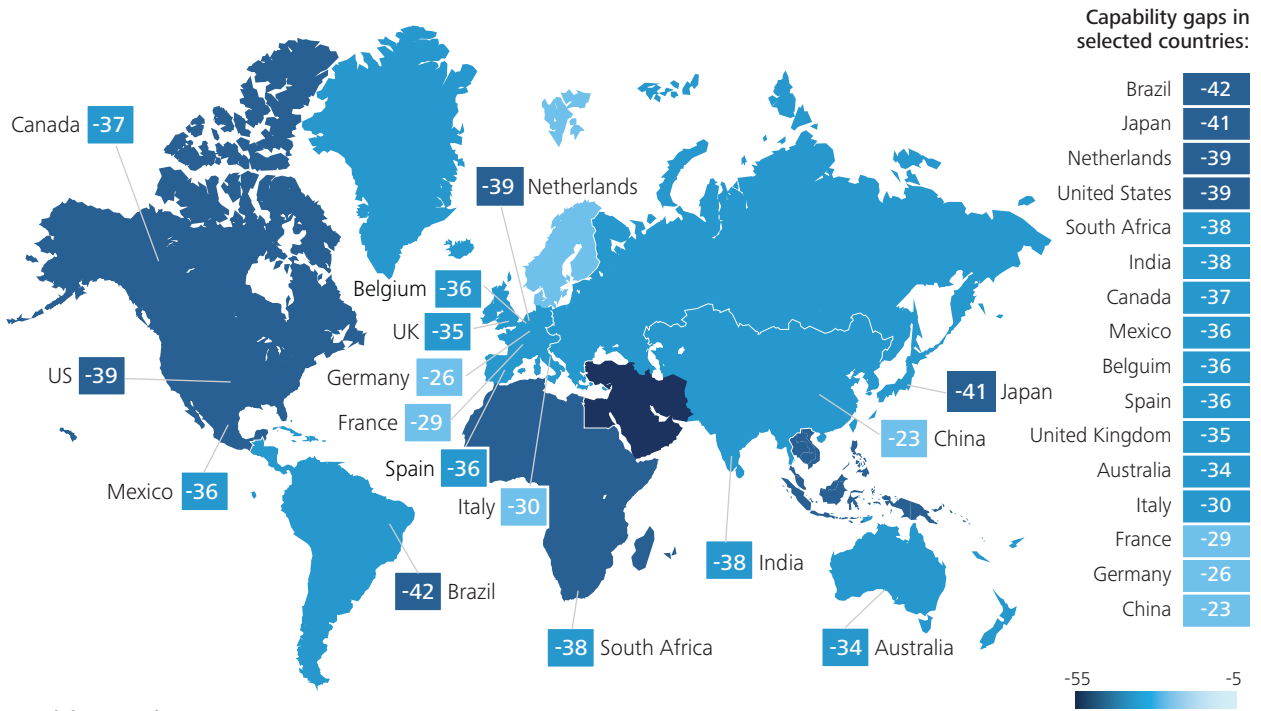 Capability gaps in
selected countries:
Brazil -42
Japan -41
Netherlands -39
United States -39
South Africa -38
India -38
Canada -37
Mexico -36
Belguim -36
Spain -36
United Kingdom -35
Australia -34
Italy -30
France -29
Germany -26
China -23
-55 -5
Canada -37
-39 Netherlands
Belgium -36
UK -35
US -39
Germany -26
-41 Japan
France -29
-23 China
Spain -36
Mexico -36
Italy -30
-38 India
-42 Brazil
-38 South Africa
-34 Australia